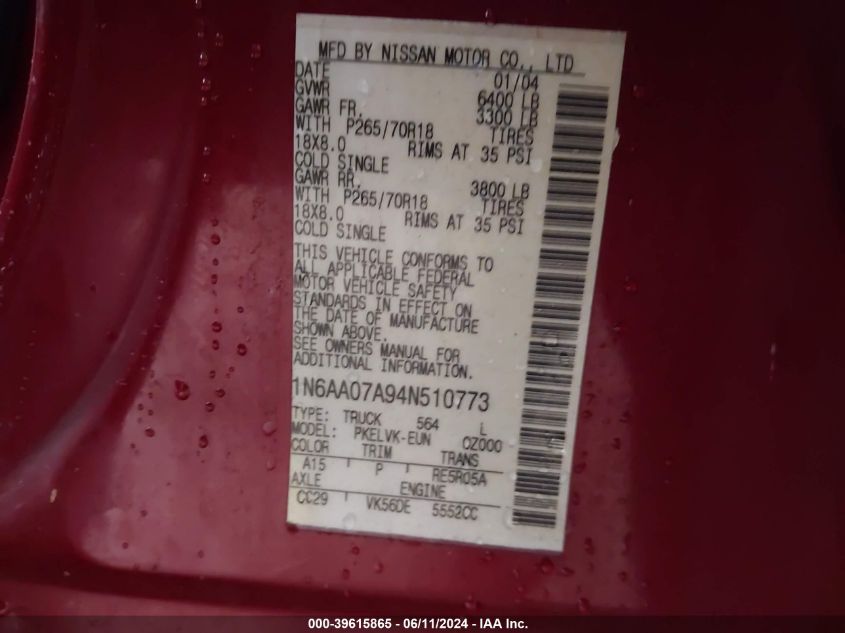 MFD BY NISSAN MOTOR CO., LTD
DATE 01/04
GVWR 6400 LB
GAWR FR. 3300 LB
WITH P265/70R18 TIRES
18X8.0 RIMS AT 35 PSI
COLD SINGLE
GAWR RR. 3800 LB
WITH P265/70R18 TIRES
18X8.0 RIMS AT 35 PSI
COLD SINGLE
THIS VEHICLE CONFORMS TO
ALL APPLICABLE FEDERAL
MOTOR VEHICLE SAFETY
STANDARDS IN EFFECT ON
THE DATE OF MANUFACTURE
SHOWN ABOVE.
SEE OWNERS MANUAL FOR
ADDITIONAL INFORMATION.
1N6AA07A94N510773
TYPE: TRUCK 564 L
MODEL: PKELVK-EUN QZ000
COLOR TRIM TRANS
A15 P RE5R05A
AXLE ENGINE
CC29 VK56DE 5552CC
000-39615865 - 06/11/2024 - IAA Inc.